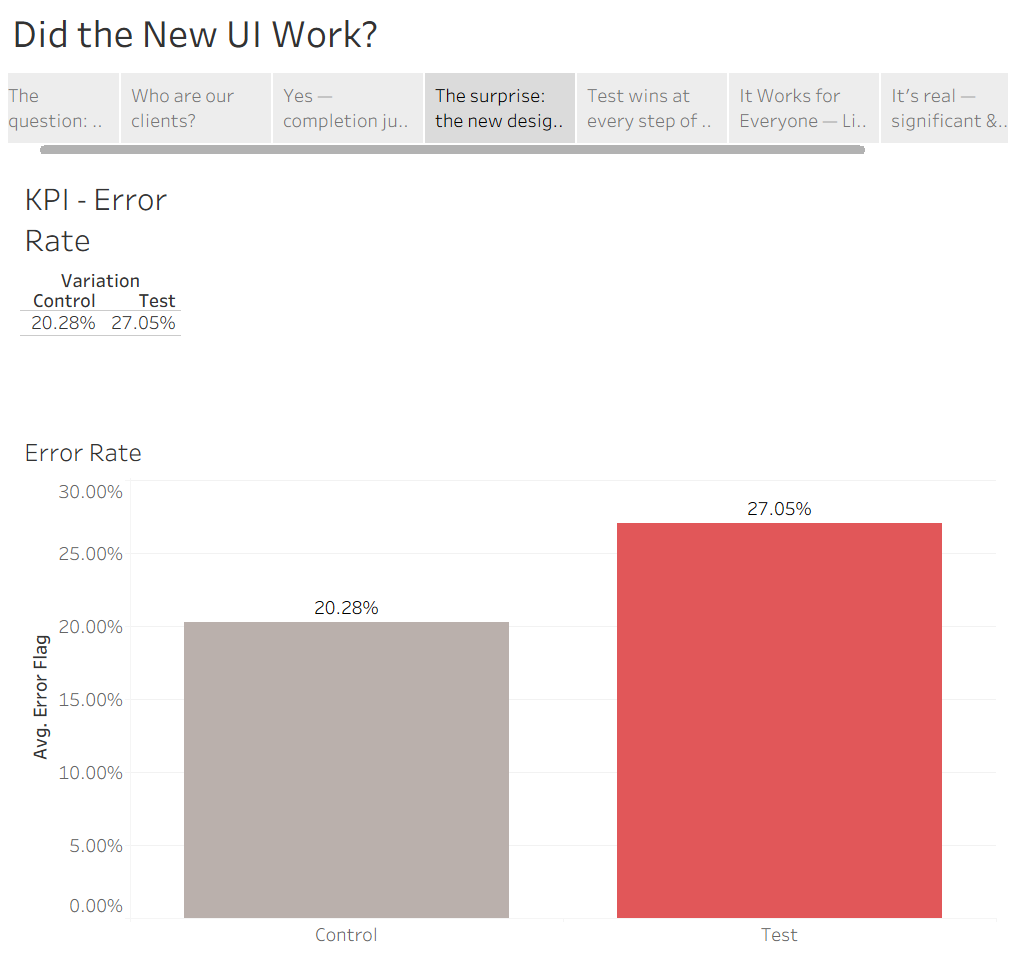 Did the New UI Work?
The
question: ..
Who are our
clients?
Yes —
completion ju..
The surprise:
the new desig..
Test wins at
every step of ..
It Works for
Everyone — Li..
It's real —
significant &..
KPI - Error
Rate
Variation
Control Test
20.28% 27.05%
Error Rate
Avg. Error Flag
30.00%
25.00%
20.00%
15.00%
10.00%
5.00%
0.00%
20.28%
27.05%
Control
Test